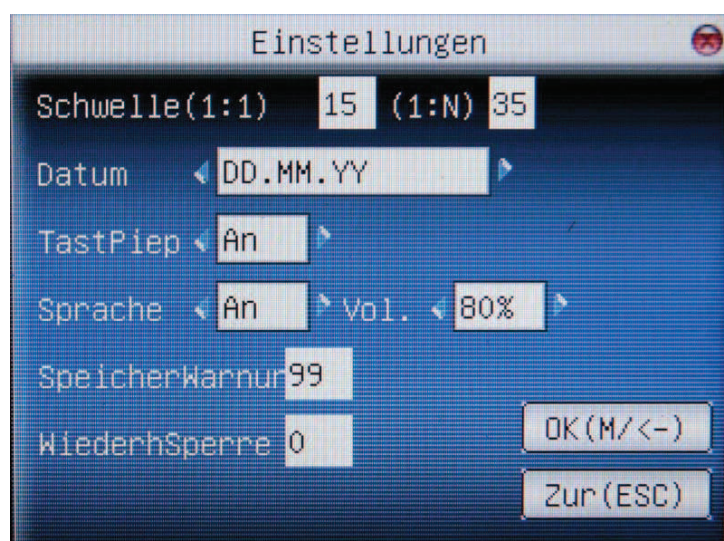 Einstellungen
Schwelle(1:1) 15 (1:N) 35
Datum DD.MM.YY
TastPiep An
Sprache An Vol. 80%
SpeicherWarnun 99
WiederhSperre 0
OK(M/<-)
Zur(ESC)